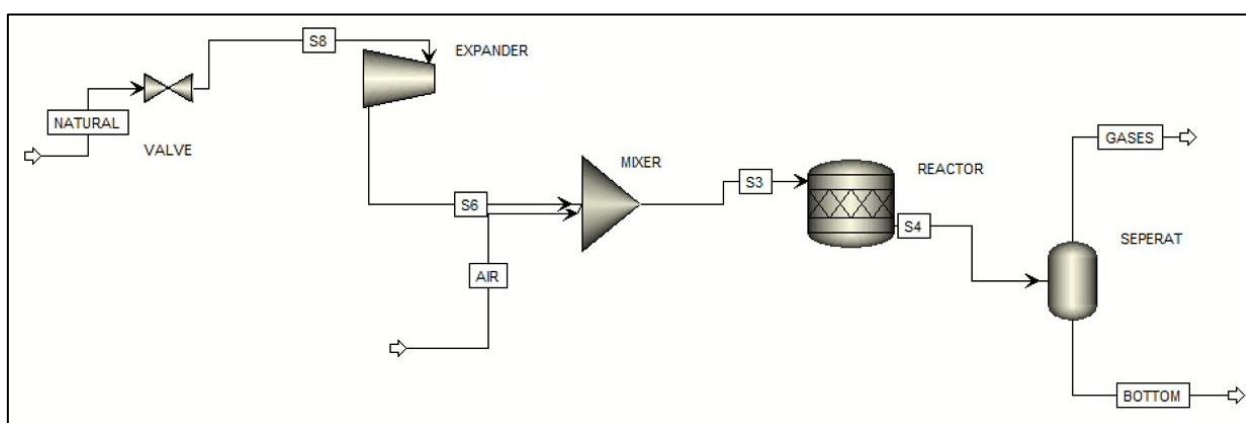 S8
EXPANDER
NATURAL
VALVE
MIXER
S6
AIR
S3
REACTOR
S4
GASES
SEPERAT
BOTTOM